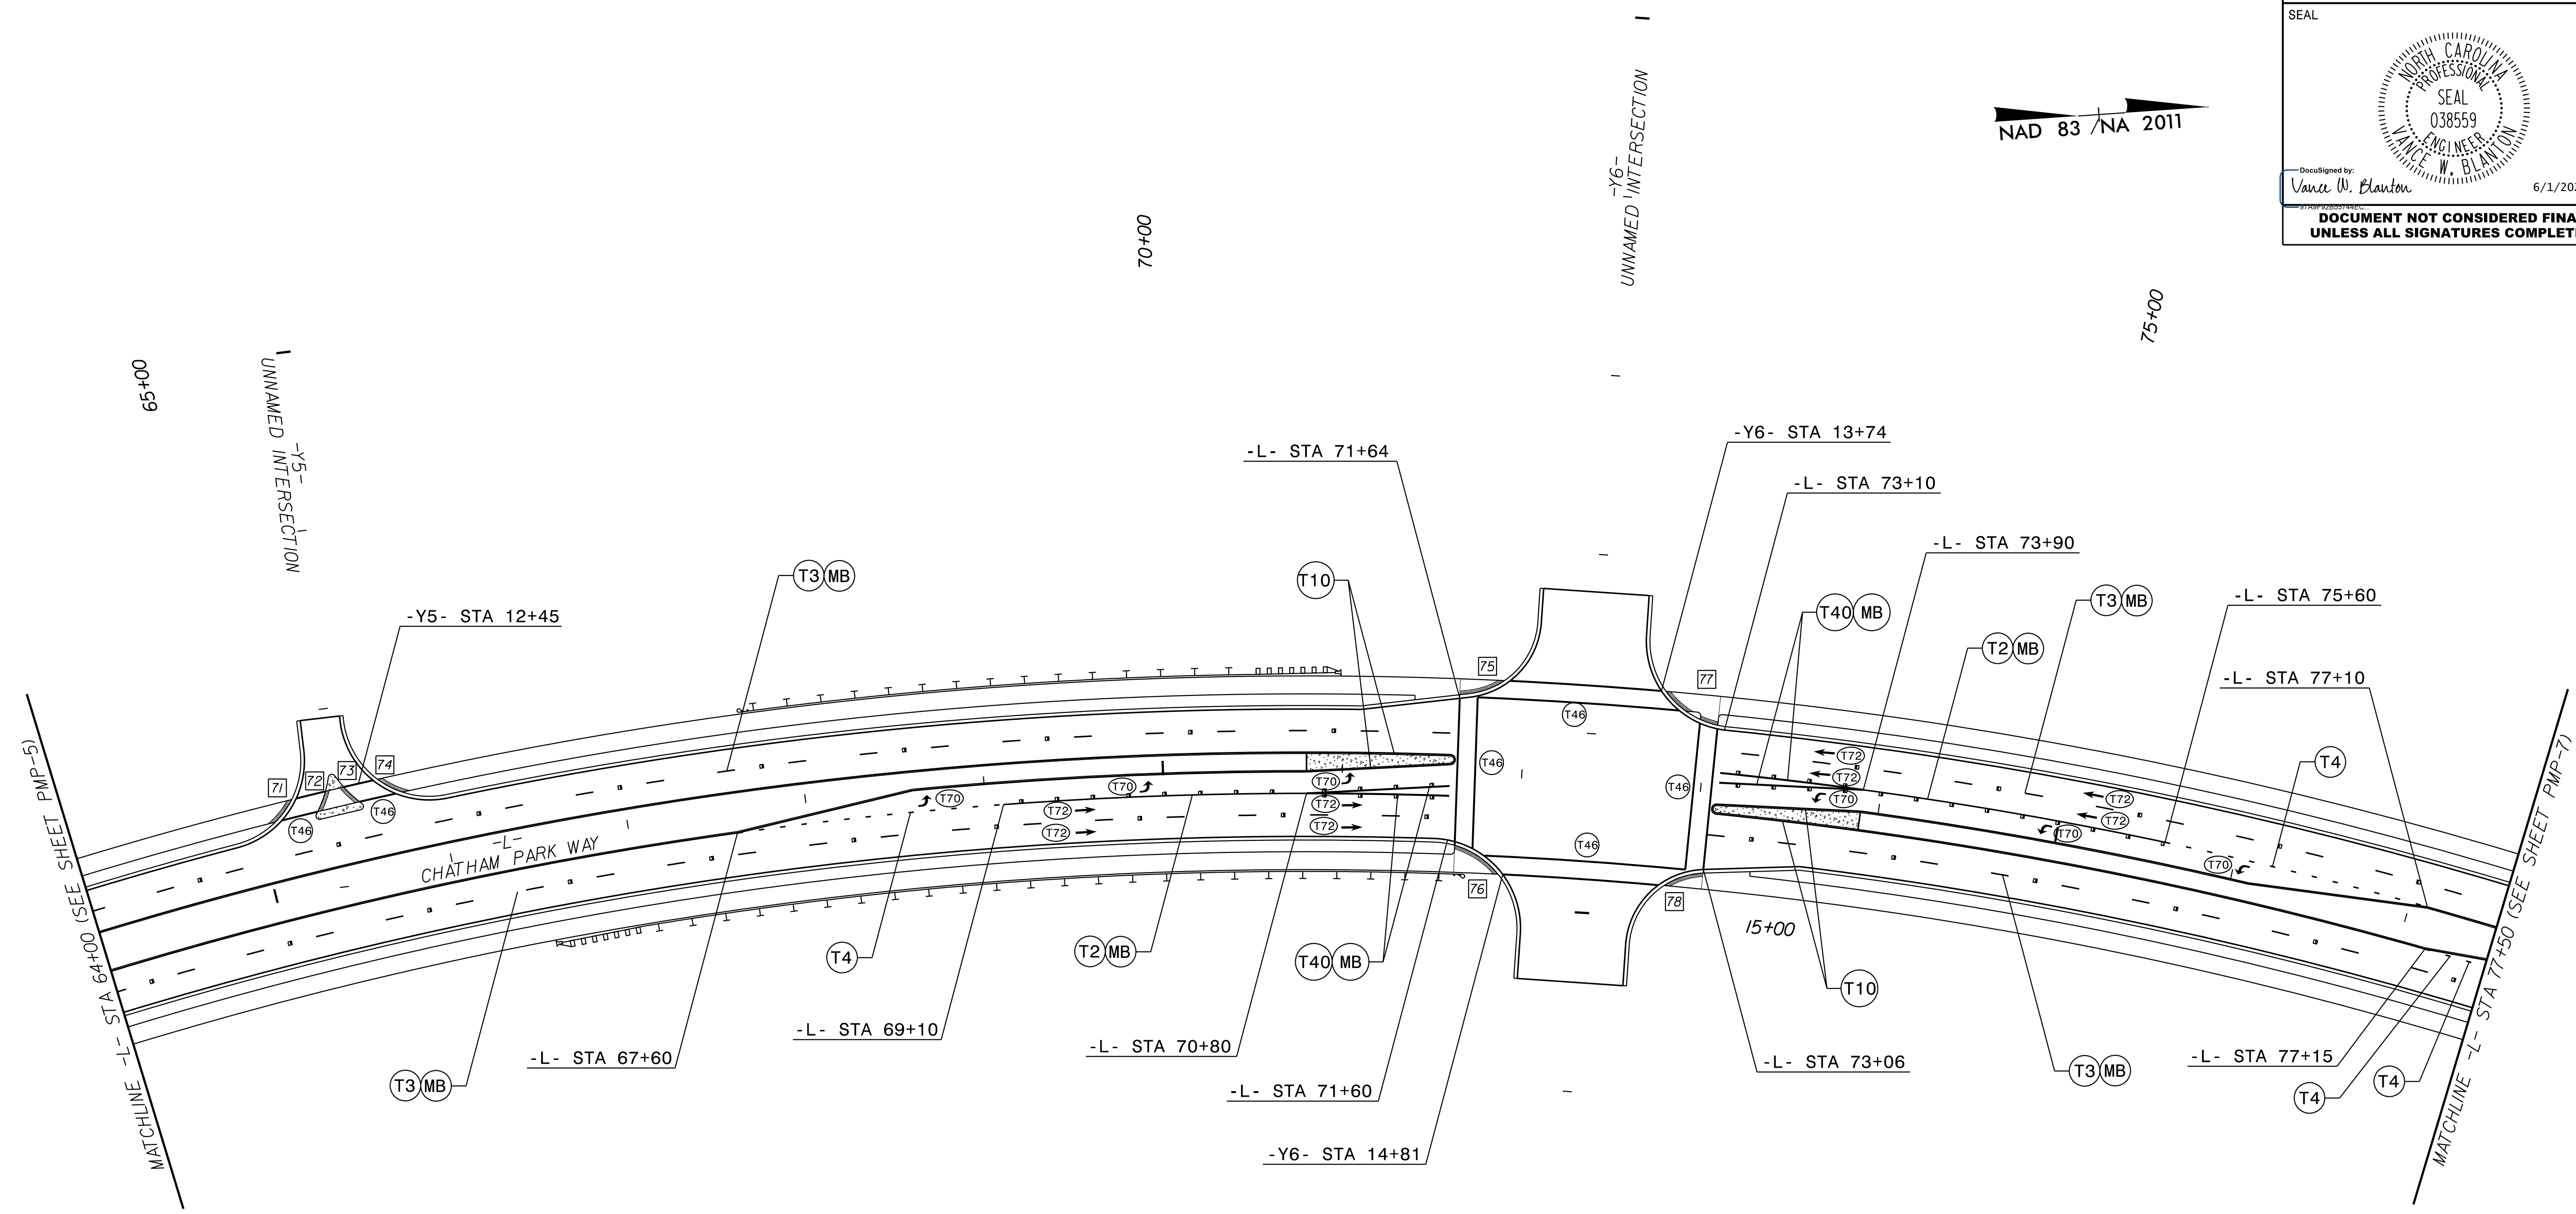 SEAL
NORTH CAROLINA
PROFESSIONAL
SEAL
038559
ENGINEER
VANCE W. BLANTON
DocuSigned by:
Vance W. Blanton
6/1/202
DOCUMENT NOT CONSIDERED FINA
UNLESS ALL SIGNATURES COMPLET
NAD 83 /NA 2011
-Y6-
UNNAMED INTERSECTION
70+00
75+00
65+00
-Y5-
UNNAMED INTERSECTION
-L- STA 71+64
-Y6- STA 13+74
-L- STA 73+10
-L- STA 73+90
-L- STA 75+60
-L- STA 77+10
-Y5- STA 12+45
T3 MB
T10
T40 MB
T2 MB
T3 MB
T4
75
77
71
72
73
74
76
78
T46
T46
T46
T46
T46
T46
T70
T70
T70
T72
T72
T72
T72
T72
T72
T70
T72
T72
T70
T70
-L-
CHATHAM PARK WAY
15+00
T4
T2 MB
T40 MB
T10
T3 MB
T3 MB
T4
T4
-L- STA 67+60
-L- STA 69+10
-L- STA 70+80
-L- STA 71+60
-Y6- STA 14+81
-L- STA 73+06
-L- STA 77+15
MATCHLINE -L- STA 64+00 (SEE SHEET PMP-5)
MATCHLINE -L- STA 77+50 (SEE SHEET PMP-7)